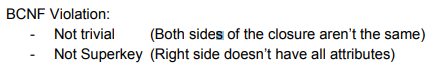 BCNF Violation:
- Not trivial (Both sides of the closure aren't the same)
- Not Superkey (Right side doesn't have all attributes)